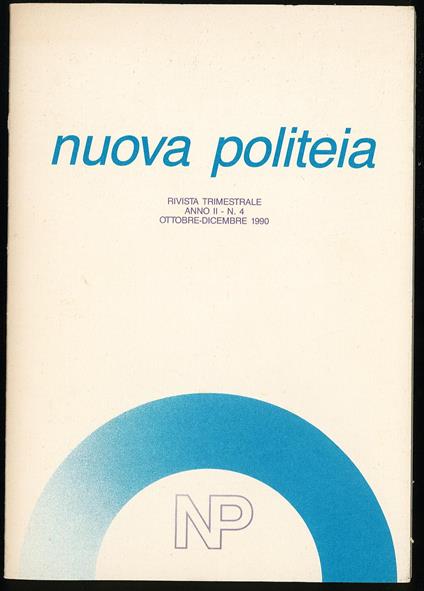 nuova politeia
RIVISTA TRIMESTRALE
ANNO II - N. 4
OTTOBRE-DICEMBRE 1990
NP